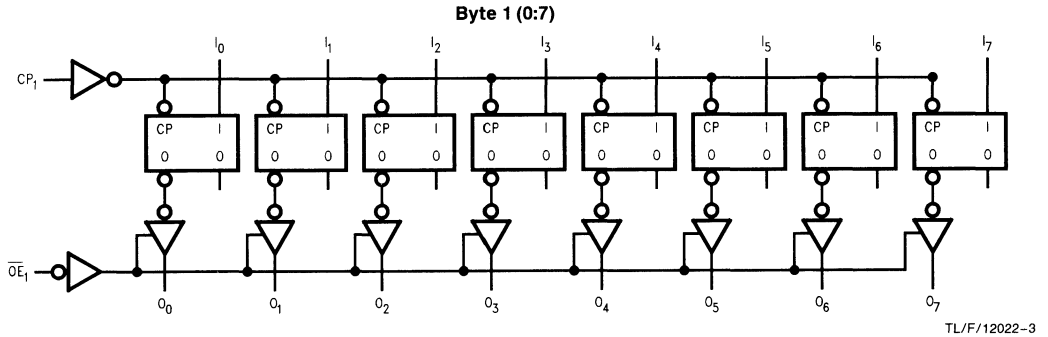 Byte 1 (0:7)
I0 I1 I2 I3 I4 I5 I6 I7
CP1
CP I CP I CP I CP I CP I CP I CP I CP I
O O O O O O O O O O O O O O O O
OE1
O0 O1 O2 O3 O4 O5 O6 O7
TL/F/12022–3